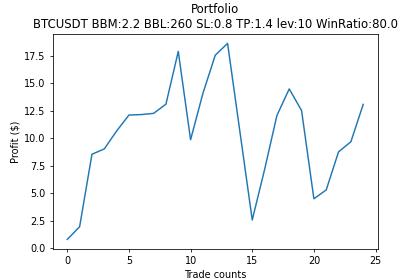 Portfolio
BTCUSDT BBM:2.2 BBL:260 SL:0.8 TP:1.4 lev:10 WinRatio:80.0
17.5
15.0
12.5
10.0
7.5
5.0
2.5
0.0
Profit ($)
0 5 10 15 20 25
Trade counts